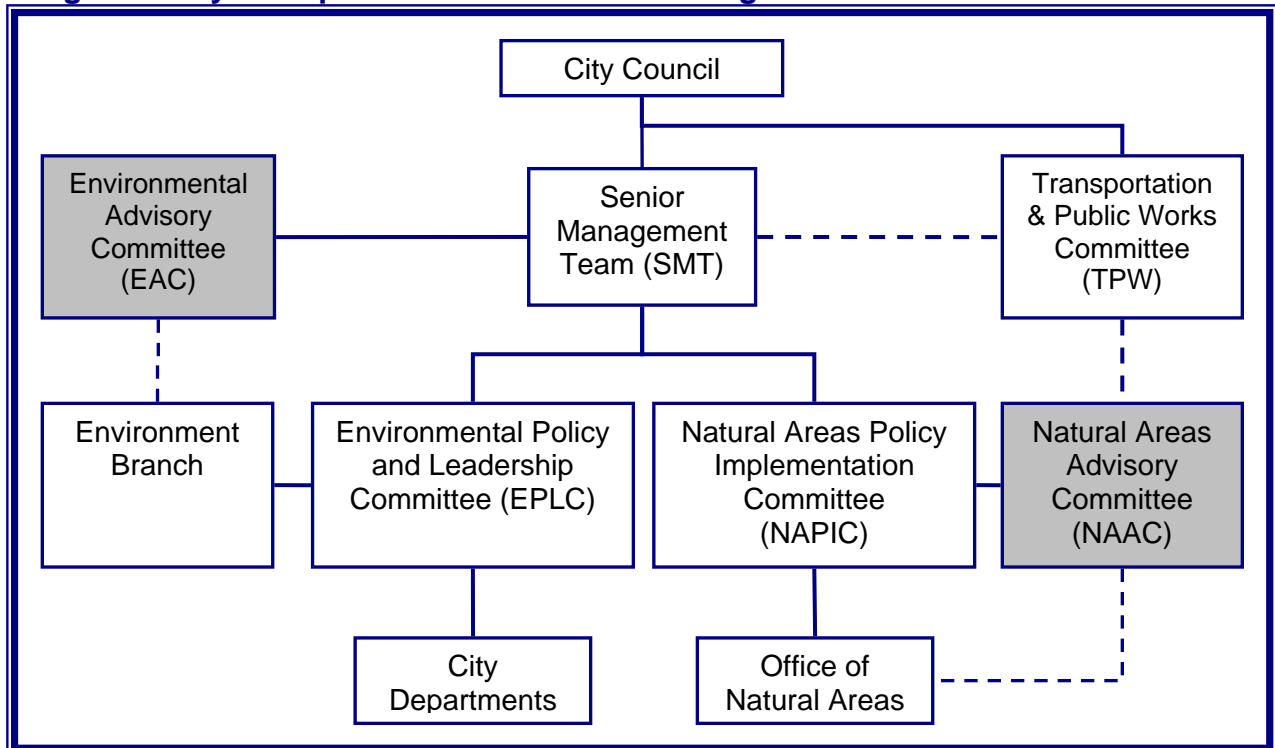 City Council
Environmental
Advisory
Committee
(EAC)
Senior
Management
Team (SMT)
Transportation
& Public Works
Committee
(TPW)
Environment
Branch
Environmental Policy
and Leadership
Committee (EPLC)
Natural Areas Policy
Implementation
Committee
(NAPIC)
Natural Areas
Advisory
Committee
(NAAC)
City
Departments
Office of
Natural Areas